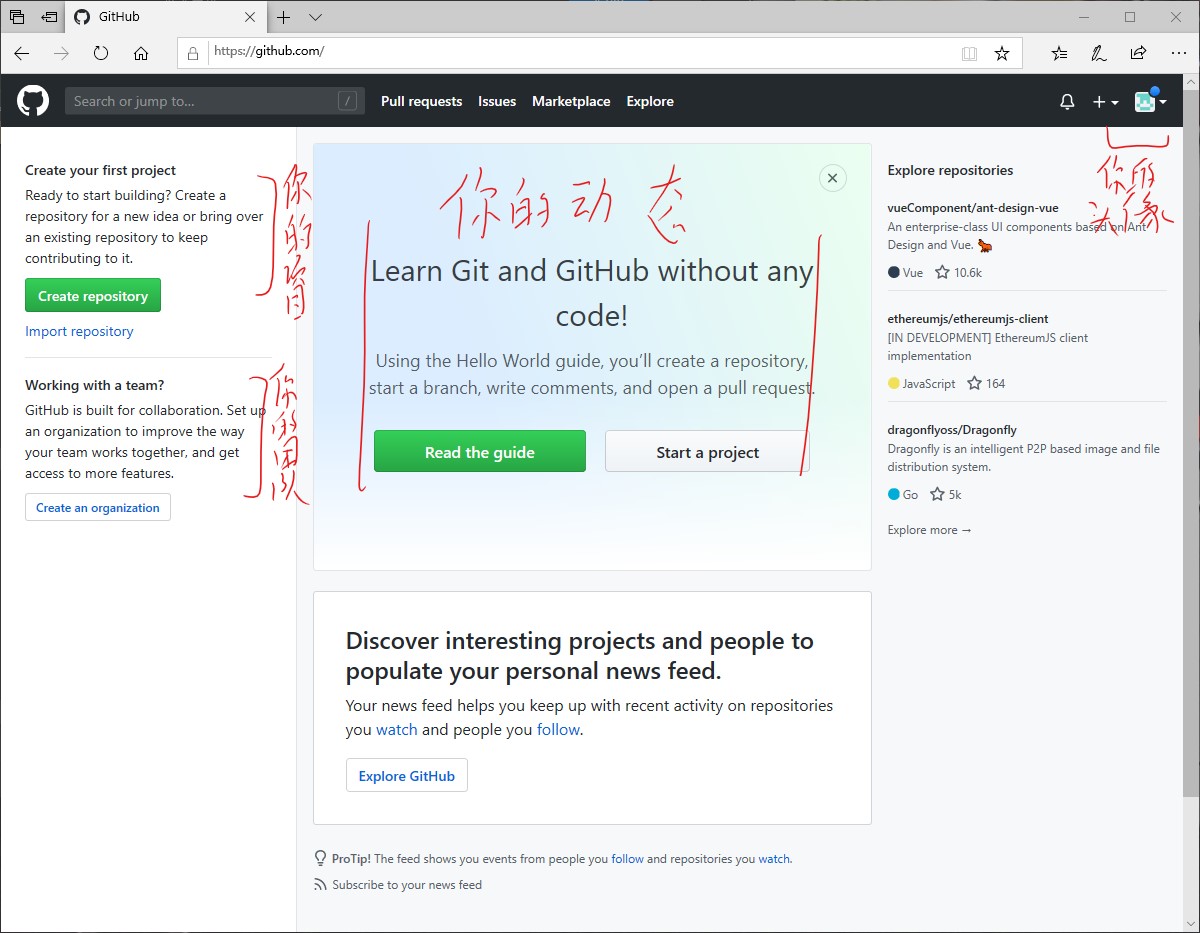 GitHub
https://github.com/
Search or jump to...
/
Pull requests
Issues
Marketplace
Explore
Create your first project
Ready to start building? Create a
repository for a new idea or bring over
an existing repository to keep
contributing to it.
Create repository
Import repository
你的
Working with a team?
GitHub is built for collaboration. Set up
an organization to improve the way
your team works together, and get
access to more features.
Create an organization
你的团队
你的动态
Learn Git and GitHub without any
code!
Using the Hello World guide, you’ll create a repository,
start a branch, write comments, and open a pull request.
Read the guide
Start a project
Discover interesting projects and people to
populate your personal news feed.
Your news feed helps you keep up with recent activity on repositories
you watch and people you follow.
Explore GitHub
ProTip! The feed shows you events from people you follow and repositories you watch.
Subscribe to your news feed
你的
头像
Explore repositories
vueComponent/ant-design-vue
An enterprise-class UI components based on Ant
Design and Vue. 🐜
Vue 10.6k
ethereumjs/ethereumjs-client
[IN DEVELOPMENT] EthereumJS client
implementation
JavaScript 164
dragonflyoss/Dragonfly
Dragonfly is an intelligent P2P based image and file
distribution system.
Go 5k
Explore more →